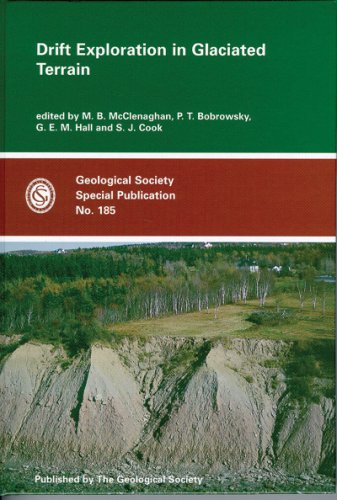 Drift Exploration in Glaciated
Terrain
edited by M. B. McClenaghan, P. T. Bobrowsky,
G. E. M. Hall and S. J. Cook
Geological Society
Special Publication
No. 185
Published by The Geological Society